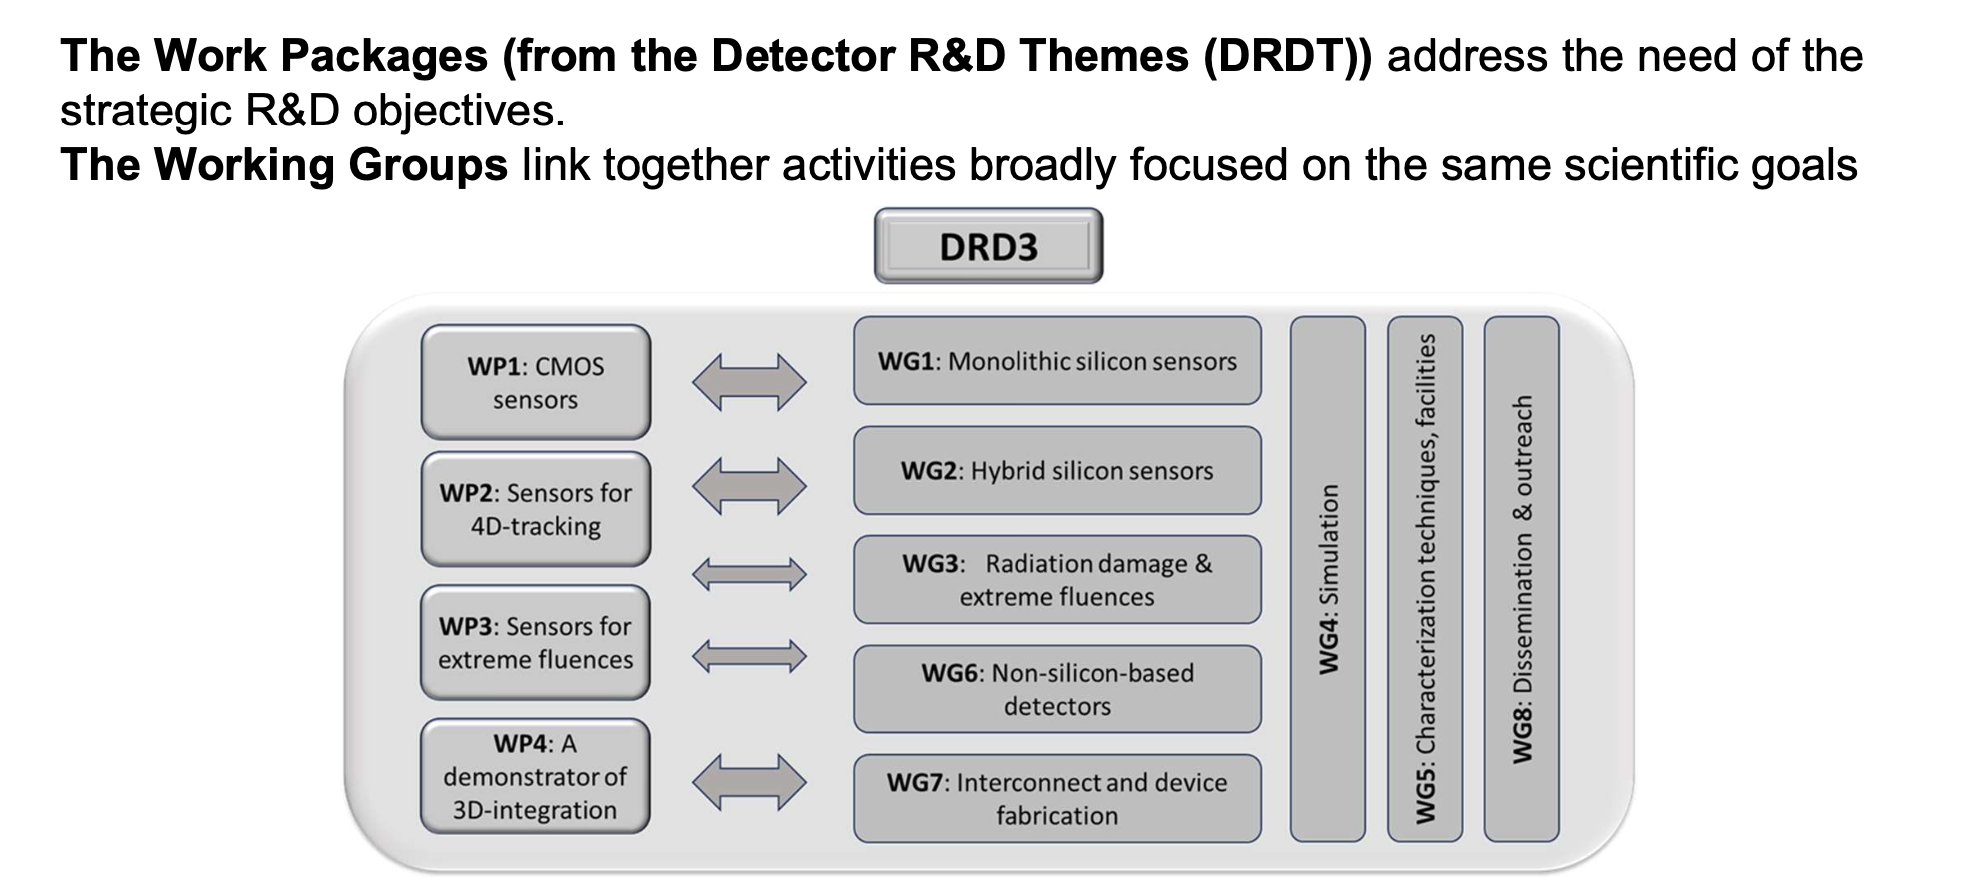 The Work Packages (from the Detector R&D Themes (DRDT)) address the need of the
strategic R&D objectives.
The Working Groups link together activities broadly focused on the same scientific goals
DRD3
WP1: CMOS
sensors
WP2: Sensors for
4D-tracking
WP3: Sensors for
extreme fluences
WP4: A
demonstrator of
3D-integration
WG1: Monolithic silicon sensors
WG2: Hybrid silicon sensors
WG3: Radiation damage &
extreme fluences
WG6: Non-silicon-based
detectors
WG7: Interconnect and device
fabrication
WG4: Simulation
WG5: Characterization techniques, facilities
WG8: Dissemination & outreach